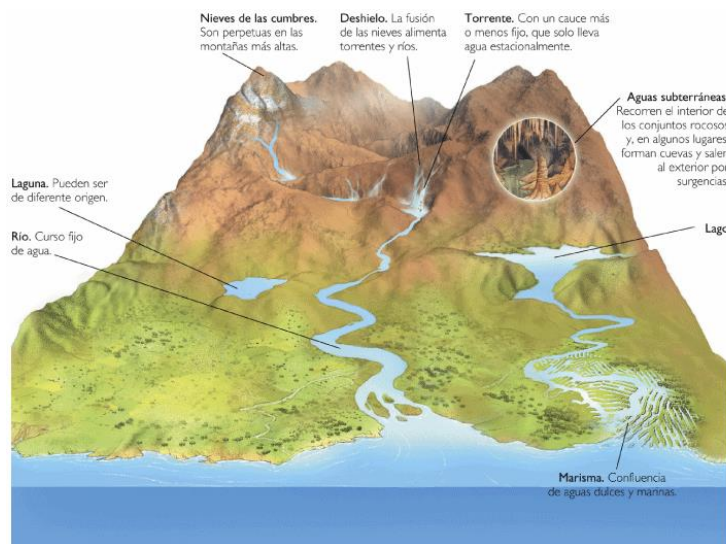 Nieves de las cumbres.
Son perpetuas en las
montañas más altas.
Deshielo. La fusión
de las nieves alimenta
torrentes y ríos.
Torrente. Con un cauce más
o menos fijo, que solo lleva
agua estacionalmente.
Aguas subterráneas
Recorren el interior de
los conjuntos rocosos
y, en algunos lugares
forman cuevas y salen
al exterior por
surgencias
Laguna. Pueden ser
de diferente origen.
Río. Curso fijo
de agua.
Lago
Marisma. Confluencia
de aguas dulces y marinas.